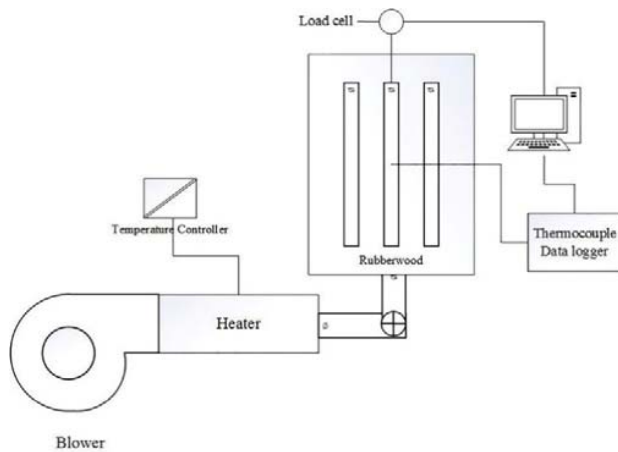 Load cell
Temperature Controller
Rubberwood
Thermocouple
Data logger
Heater
Blower